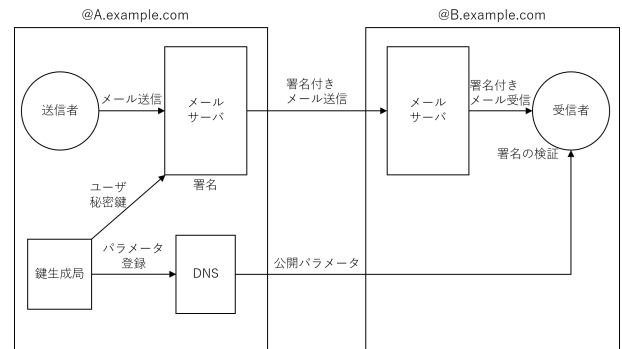 @A.example.com
@B.example.com
送信者
メール送信
メール
サーバ
署名
署名付き
メール送信
メール
サーバ
署名付き
メール受信
受信者
署名の検証
ユーザ
秘密鍵
鍵生成局
パラメータ
登録
DNS
公開パラメータ